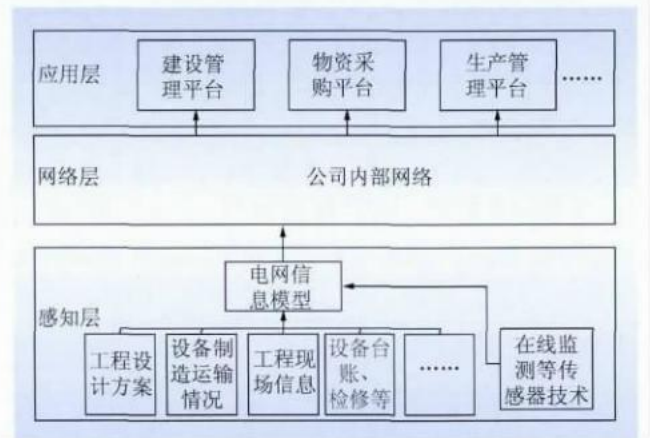 应用层
建设管
理平台
物资采
购平台
生产管
理平台
……
网络层
公司内部网络
感知层
电网信
息模型
工程设
计方案
设备制
造运输
情况
工程现
场信息
设备台
账、
检修等
……
在线监
测等传
感器技术